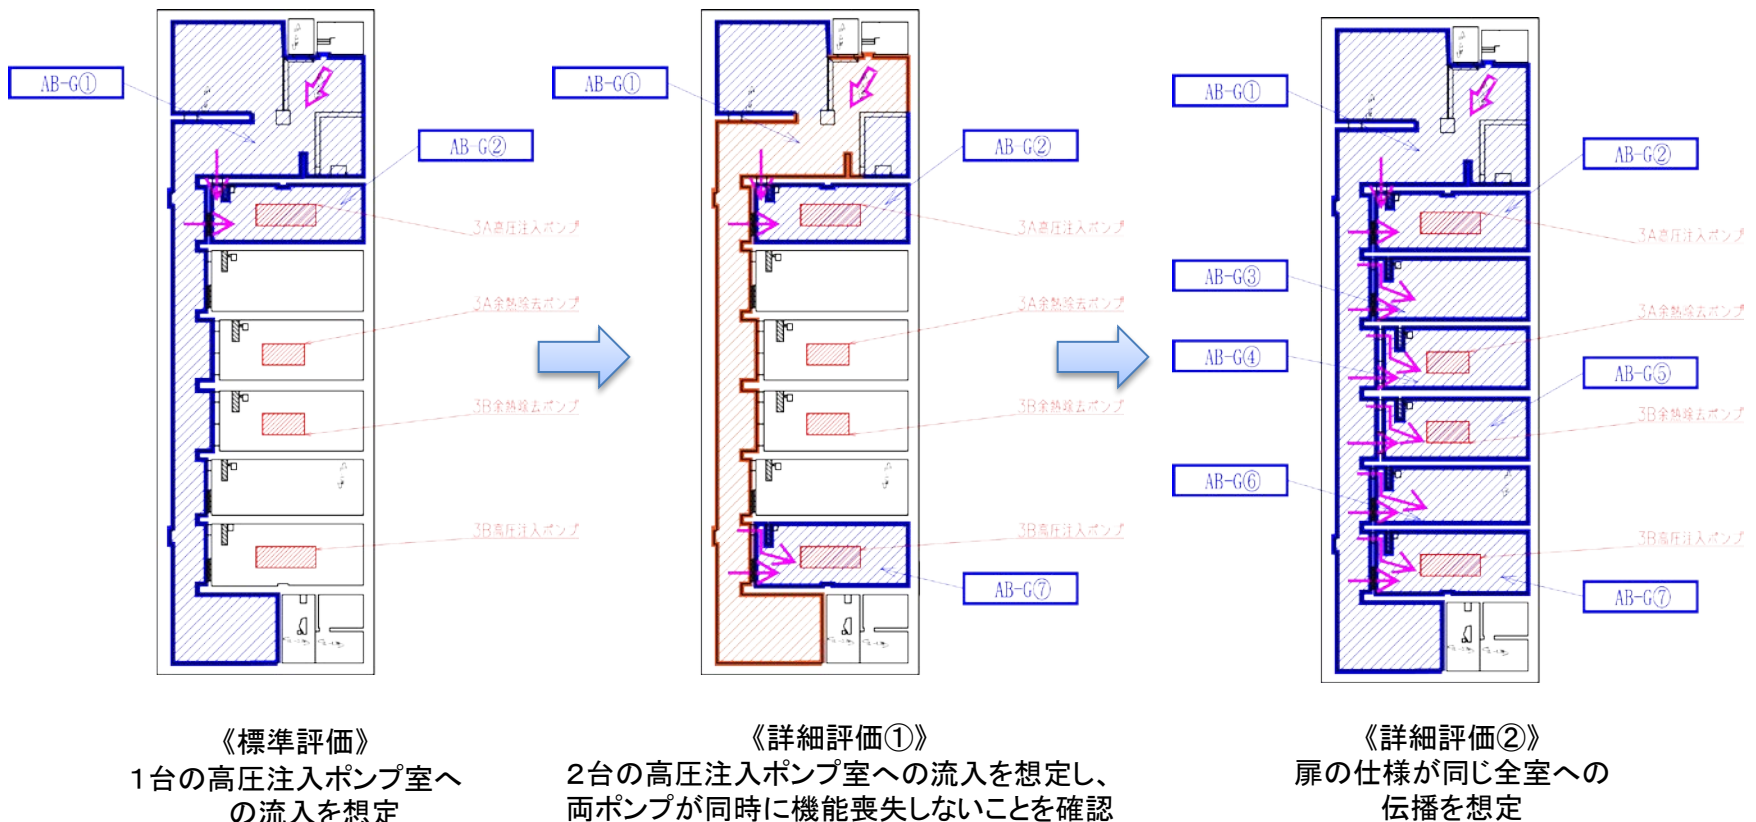 AB-G①
AB-G②
3A高圧注入ポンプ
3A余熱除去ポンプ
3B余熱除去ポンプ
3B高圧注入ポンプ
《標準評価》
1台の高圧注入ポンプ室へ
の流入を想定
AB-G①
AB-G②
3A高圧注入ポンプ
3A余熱除去ポンプ
3B余熱除去ポンプ
3B高圧注入ポンプ
AB-G⑦
《詳細評価①》
2台の高圧注入ポンプ室への流入を想定し、
両ポンプが同時に機能喪失しないことを確認
AB-G①
AB-G②
3A高圧注入ポンプ
AB-G③
3A余熱除去ポンプ
AB-G④
AB-G⑤
3B余熱除去ポンプ
AB-G⑥
3B高圧注入ポンプ
AB-G⑦
《詳細評価②》
扉の仕様が同じ全室への
伝播を想定